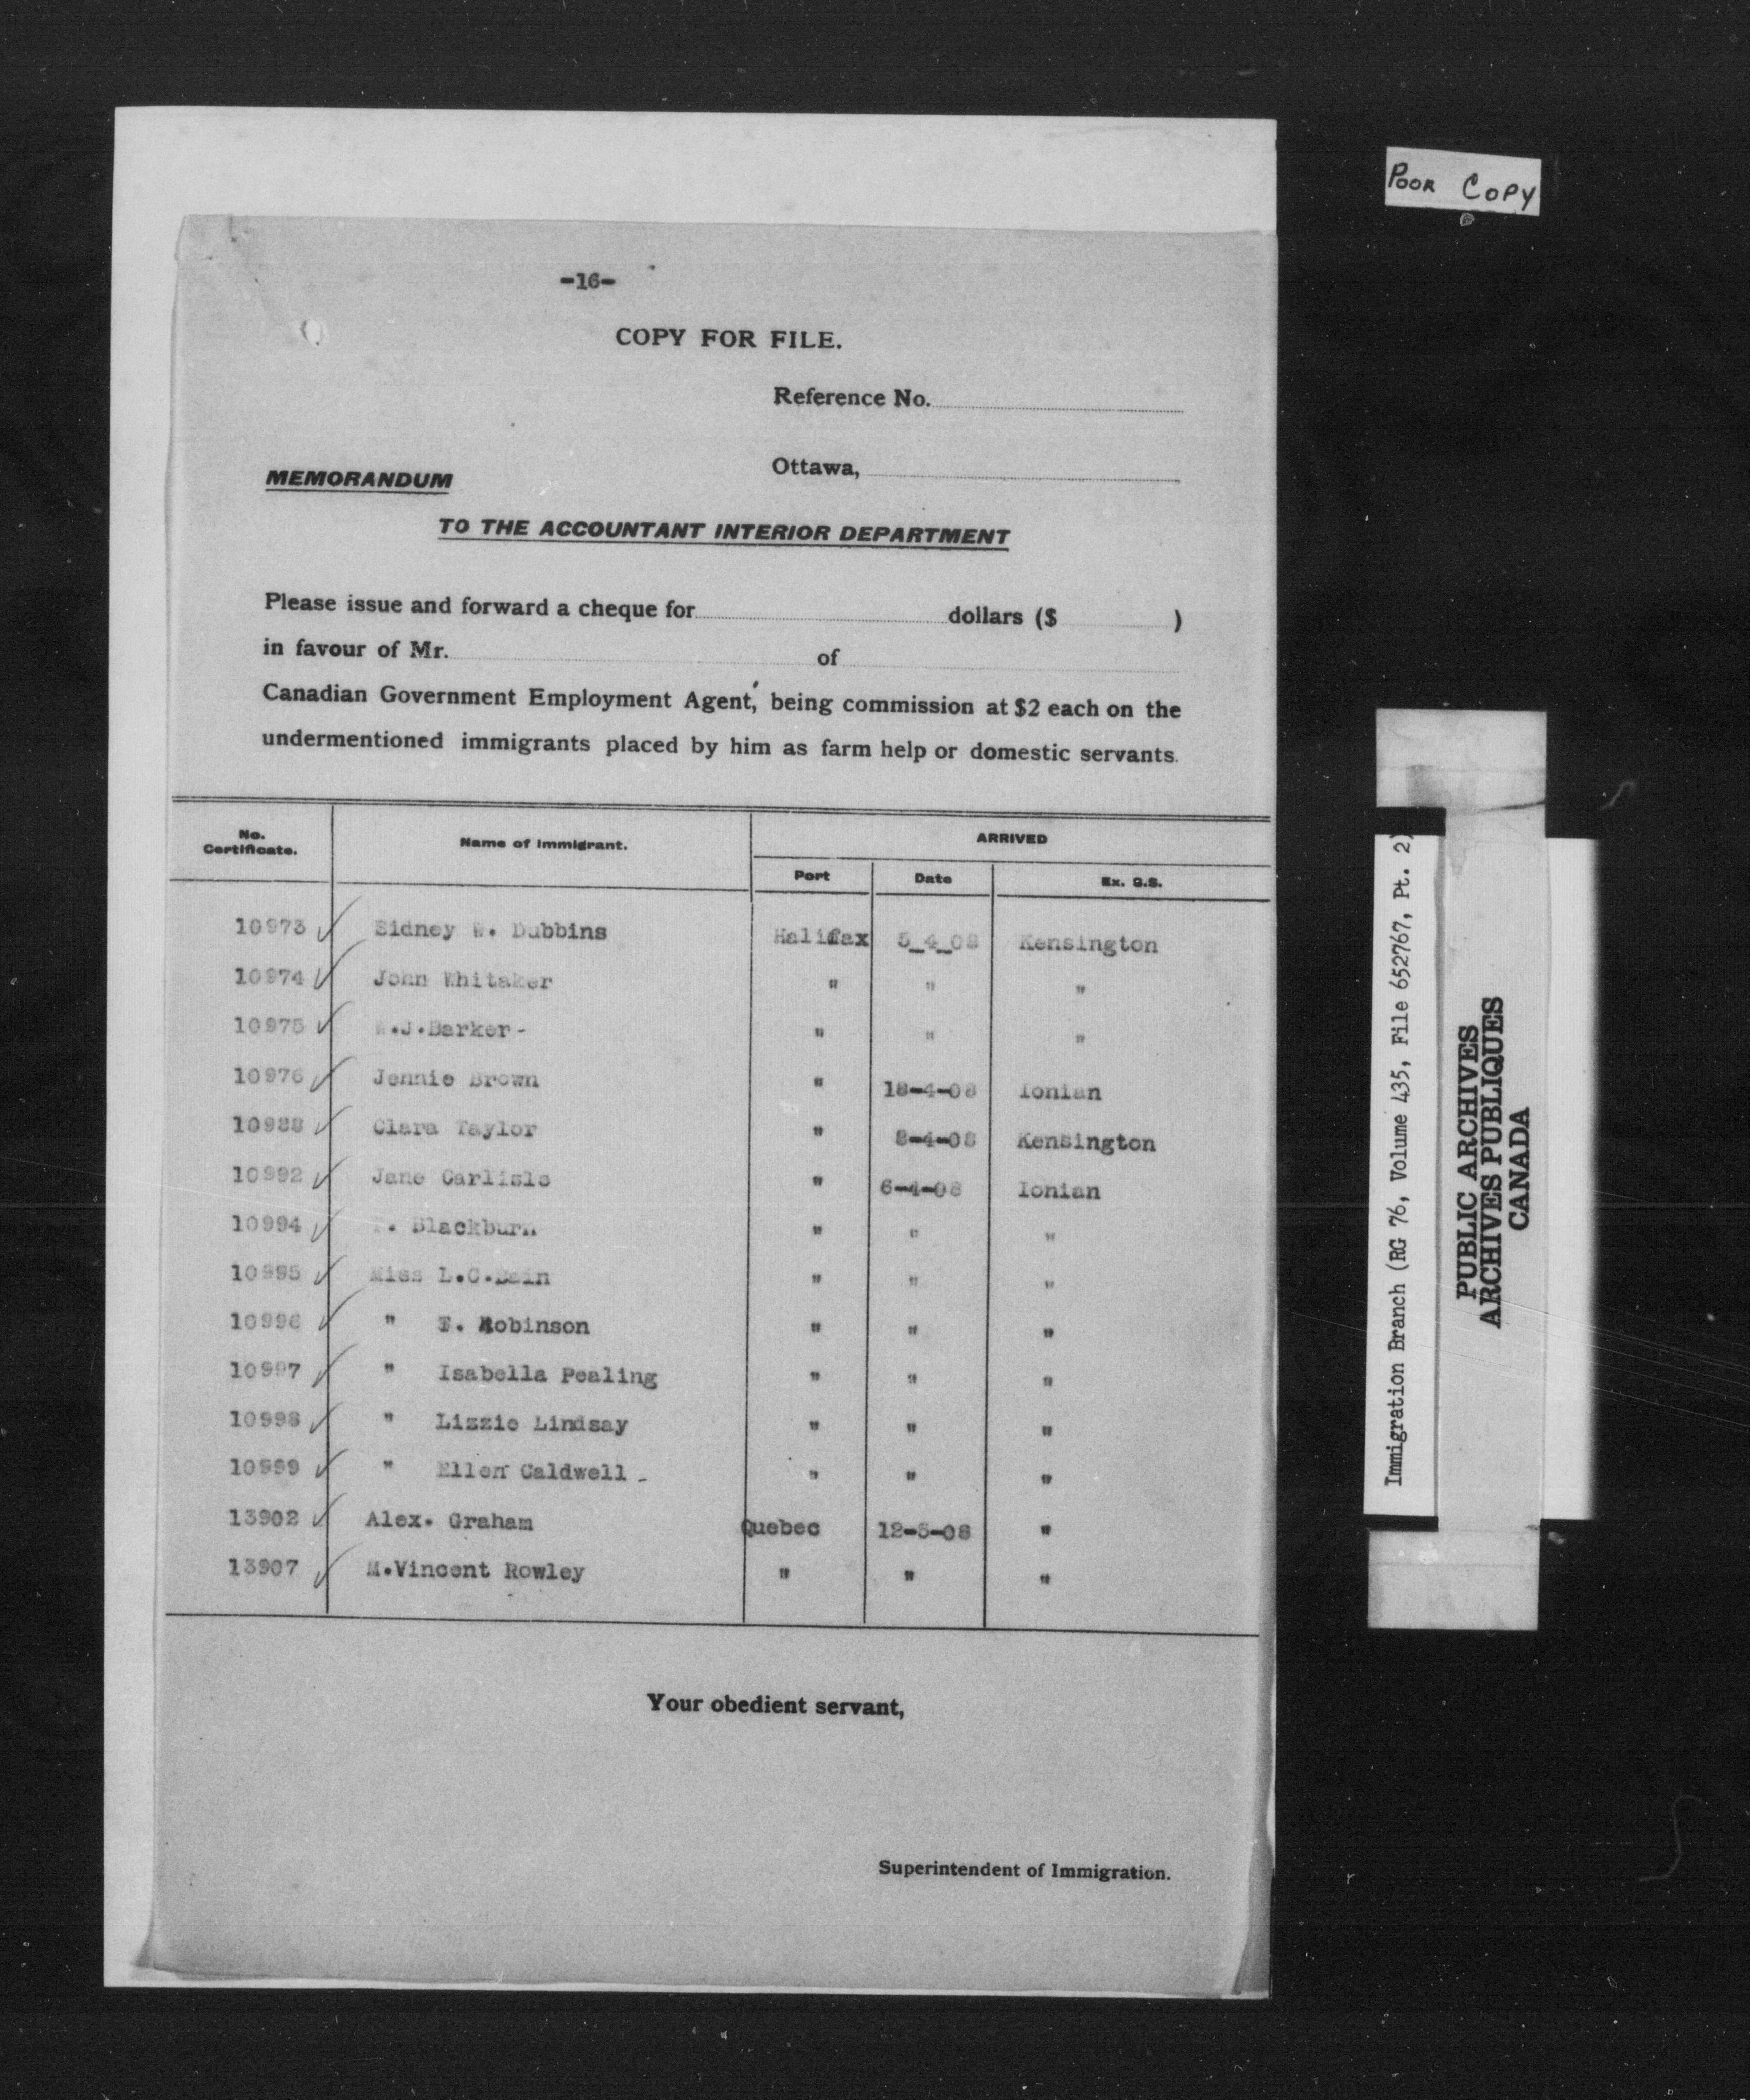 -16-
COPY FOR FILE.
Reference No.
Ottawa,
MEMORANDUM
TO THE ACCOUNTANT INTERIOR DEPARTMENT
Please issue and forward a cheque for dollars ($ )
in favour of Mr. of
Canadian Government Employment Agent, being commission at $2 each on the
undermentioned immigrants placed by him as farm help or domestic servants.
No. Certificate. Name of Immigrant. ARRIVED
Port Date Ex. S.S.
10973 Sidney W. Dubbins Halifax 5_4_08 Kensington
10974 John Whitaker " " "
10975 W.J.Barker- " " "
10976 Jennie Brown " 18-4-08 Ionian
10988 Clara Taylor " 8-4-08 Kensington
10992 Jane Carlisle " 6-4-08 Ionian
10994 Blackburn " " "
10995 Miss L.C.Bain " " "
10996 " Robinson " " "
10997 " Isabella Pealing " " "
10998 " Lizzie Lindsay " " "
10999 " Ellen Caldwell - " " "
13902 Alex. Graham Quebec 12-5-08 "
13907 M.Vincent Rowley " " "
Your obedient servant,
Superintendent of Immigration.
POOR COPY
Immigration Branch (RG 76, Volume 435, File 652767, Pt. 2)
PUBLIC ARCHIVES
ARCHIVES PUBLIQUES
CANADA